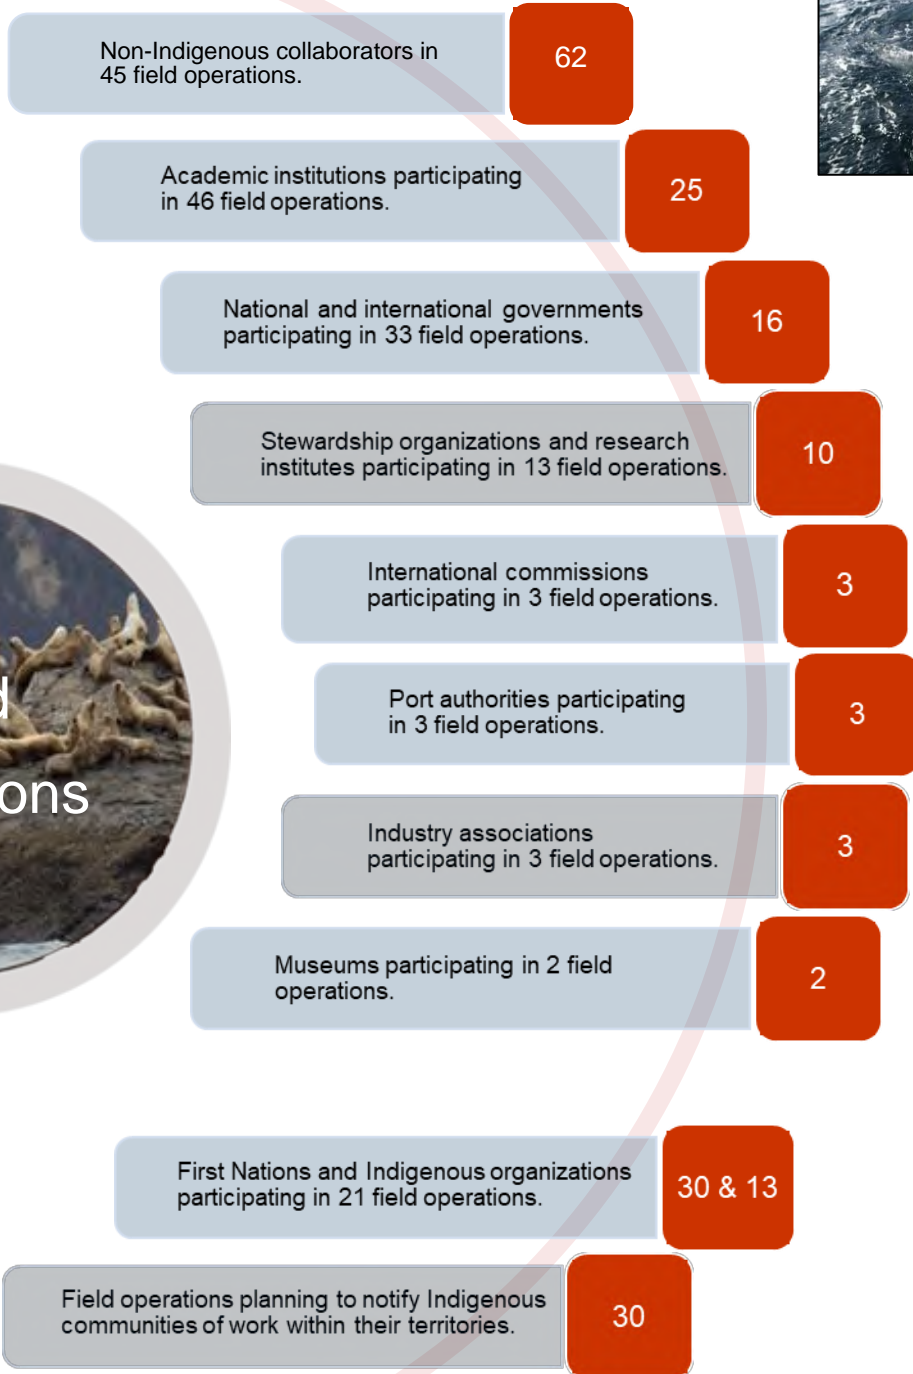 Non-Indigenous collaborators in
45 field operations.
62
Academic institutions participating
in 46 field operations.
25
National and international governments
participating in 33 field operations.
16
Stewardship organizations and research
institutes participating in 13 field operations.
10
International commissions
participating in 3 field operations.
3
Port authorities participating
in 3 field operations.
3
Industry associations
participating in 3 field operations.
3
Museums participating in 2 field
operations.
2
First Nations and Indigenous organizations
participating in 21 field operations.
30 & 13
Field operations planning to notify Indigenous
communities of work within their territories.
30